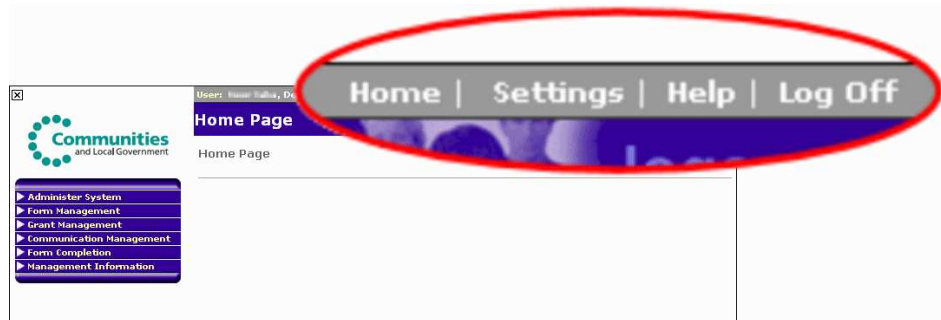 Home | Settings | Help | Log Off
User:
Home Page
Communities
and Local Government
Home Page
Administer System
Form Management
Grant Management
Communication Management
Form Completion
Management Information